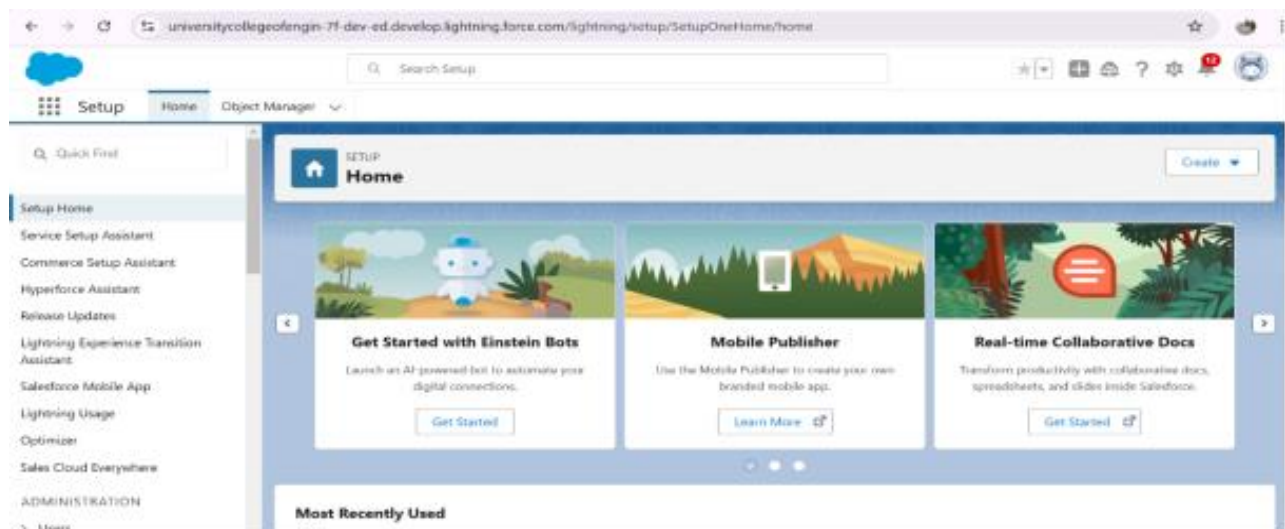 universitycollegeofengin-7f-dev-ed.develop.lightning.force.com/lightning/setup/SetupOneHome/home
Search Setup
12
Setup
Home
Object Manager
Quick Find
SETUP
Home
Create
Setup Home
Service Setup Assistant
Commerce Setup Assistant
Hyperforce Assistant
Release Updates
Lightning Experience Transition
Assistant
Salesforce Mobile App
Lightning Usage
Optimizer
Sales Cloud Everywhere
ADMINISTRATION
Users
Get Started with Einstein Bots
Launch an AI-powered bot to automate your
digital connections.
Get Started
Mobile Publisher
Use the Mobile Publisher to create your own
branded mobile app.
Learn More
Real-time Collaborative Docs
Transform productivity with collaborative docs,
spreadsheets, and slides inside Salesforce.
Get Started
Most Recently Used